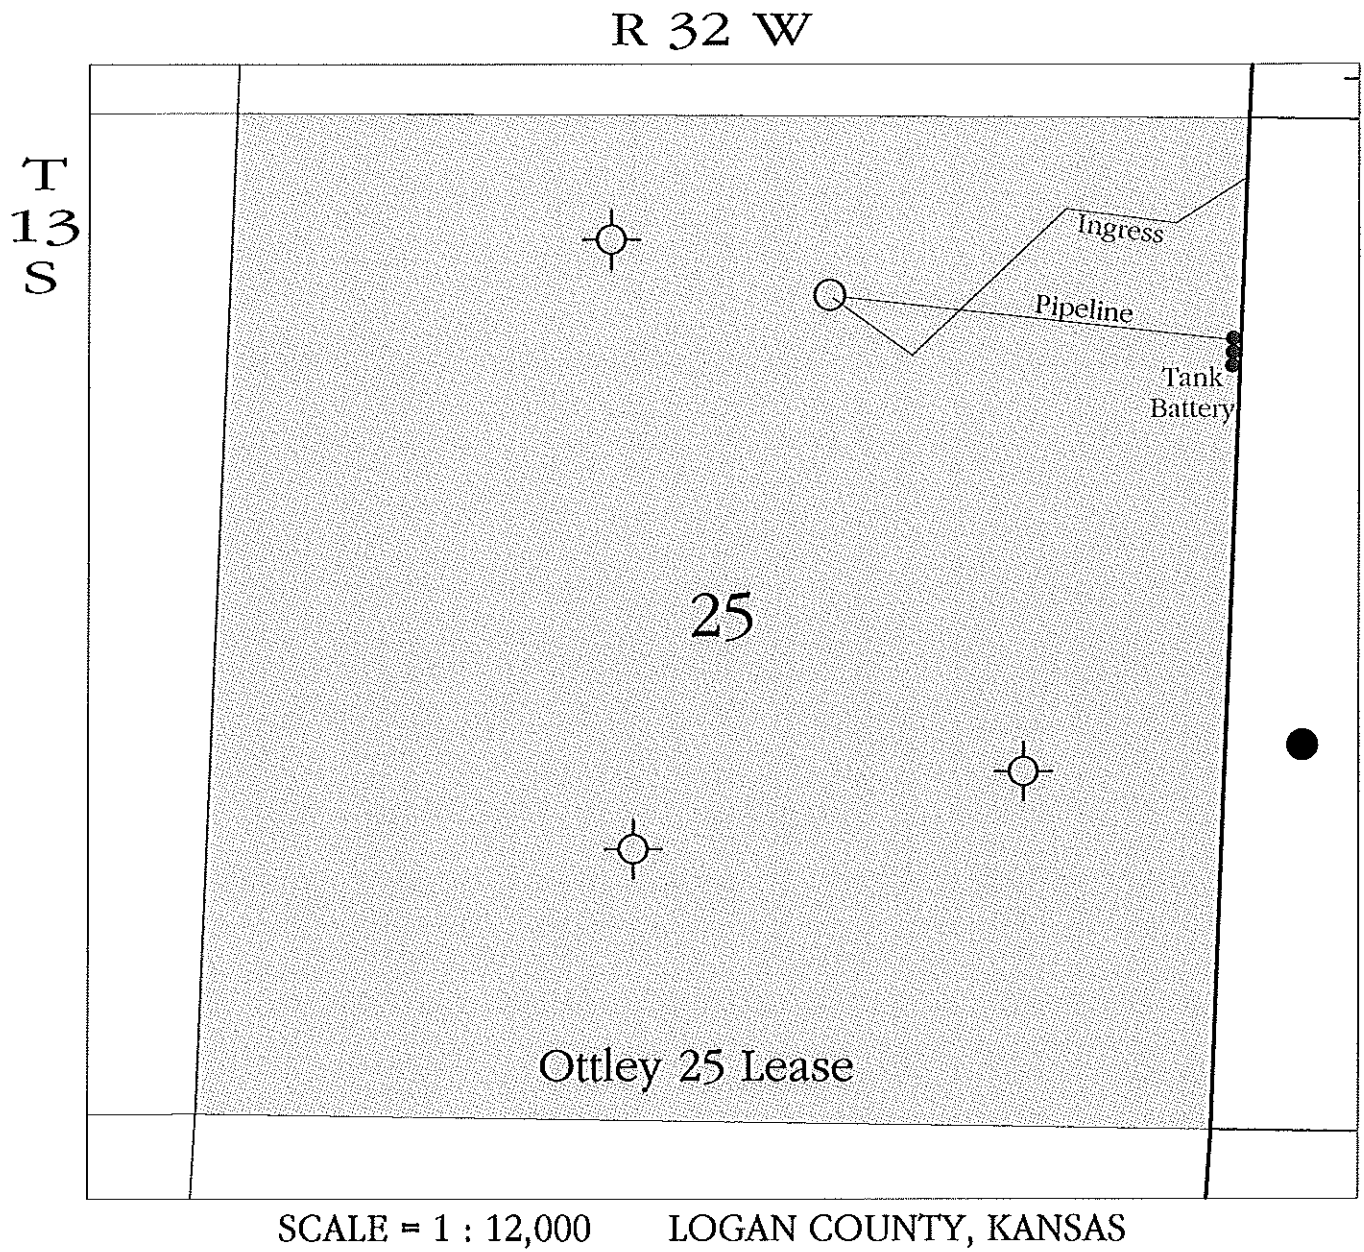 R 32 W
T
13
S
Ingress
Pipeline
Tank
Battery
25
Ottley 25 Lease
SCALE = 1 : 12,000 LOGAN COUNTY, KANSAS